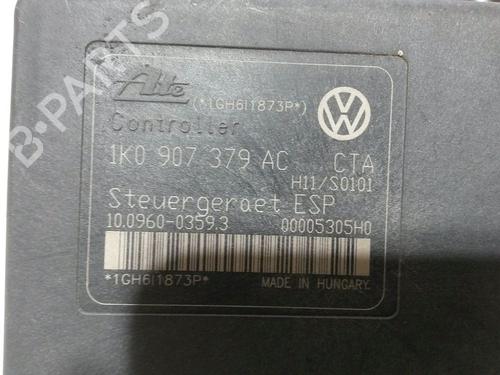 Ate
(*1GH6I1873P*)
Controller
1K0 907 379 AC CTA
H11/S0101
Steuergeraet ESP
10.0960-0359.3 00005305H0
*1GH6I1873P* MADE IN HUNGARY
B-PARTS